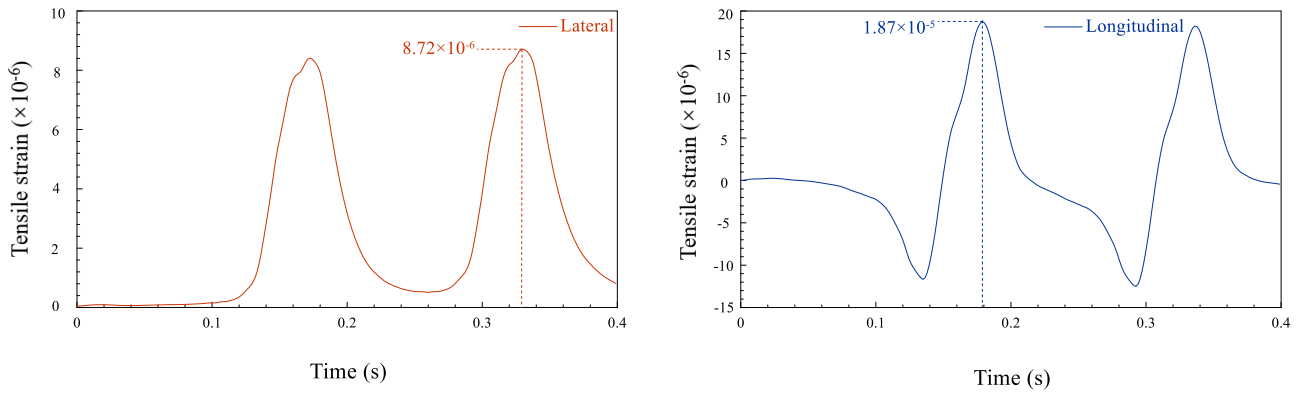 10
8
6
4
2
0
Tensile strain (×10⁻⁶)
Lateral
8.72×10⁻⁶
0 0.1 0.2 0.3 0.4
Time (s)
20
15
10
5
0
-5
-10
-15
Tensile strain (×10⁻⁶)
1.87×10⁻⁵
Longitudinal
0 0.1 0.2 0.3 0.4
Time (s)